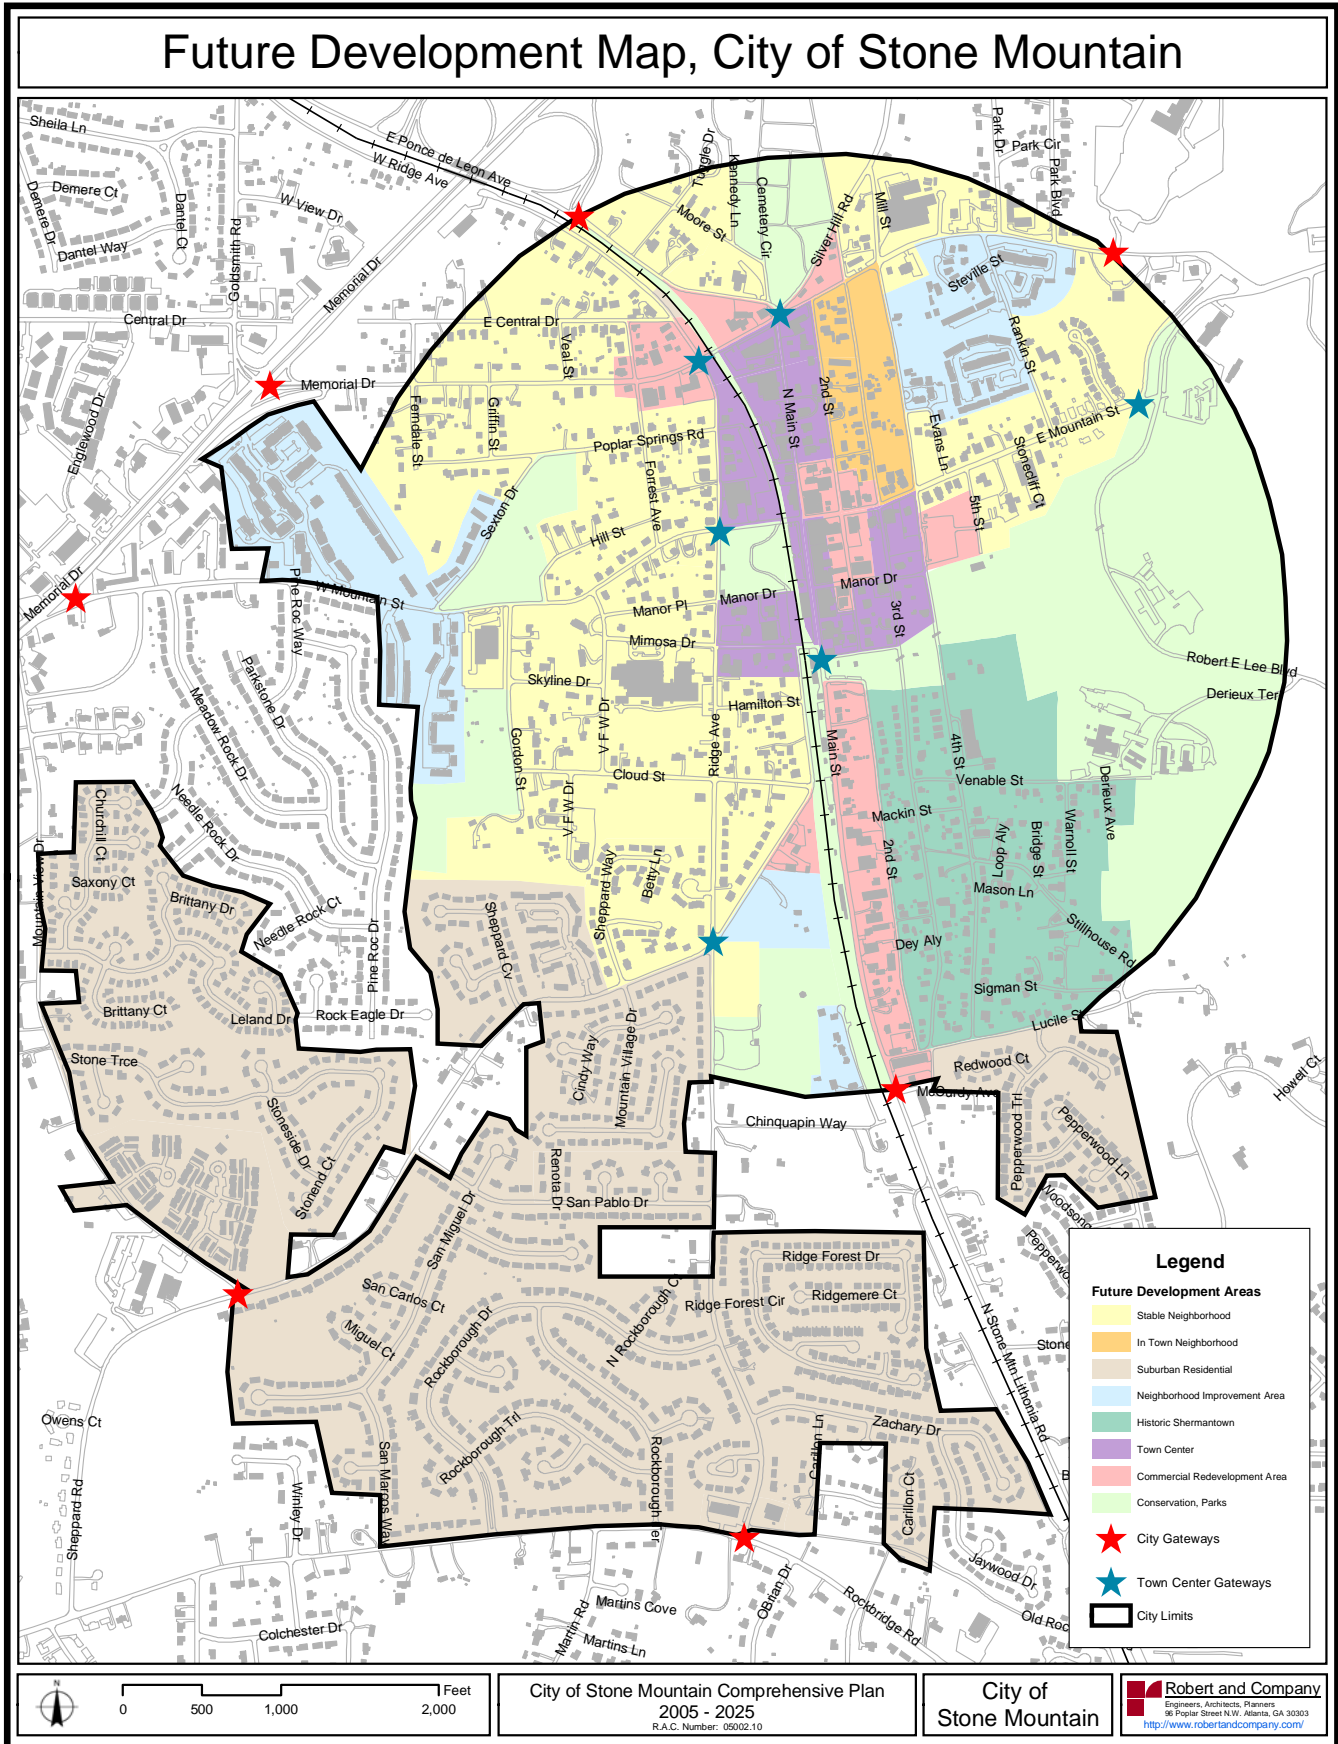 Future Development Map, City of Stone Mountain
Sheila Ln
E Ponce de Leon Ave
W Ridge Ave
Tuggle Dr
Kennedy Ln
Cemetery Cir
Park Dr
Park Cir
Park Blvd
Demere Ct
Demere Dr
Dantel Ct
Dantel Way
Goldsmith Rd
W View Dr
Memorial Dr
Moore St
Silver Hill Rd
Mill St
Steville St
Central Dr
E Central Dr
Veal St
Rankin St
Memorial Dr
Englewood Dr
Ferndale St
Griffin St
Poplar Springs Rd
N Main St
2nd St
Evans Ln
E Mountain St
Stonecliff Ct
Forrest Ave
Sexton Dr
Hill St
5th St
Memorial Dr
Pine Roc Way
W Mountain St
Manor Dr
Manor Dr
Manor Pl
3rd St
Mimosa Dr
Robert E Lee Blvd
Derieux Ter
Parkstone Dr
Meadow Rock Dr
Skyline Dr
Hamilton St
V F W Dr
Gordon St
Ridge Ave
Main St
4th St
Cloud St
Venable St
Derieux Ave
Needle Rock Dr
Churchill Ct
V F W Dr
Mackin St
Loop Aly
Bridge St
Warnoll St
Mountain View Dr
Saxony Ct
Brittany Dr
2nd St
Sheppard Way
Betty Ln
Mason Ln
Needle Rock Ct
Sheppard Cv
Stillhouse Rd
Pine Roc Dr
Dey Aly
Sigman St
Brittany Ct
Leland Dr
Rock Eagle Dr
Lucile St
Stone Trce
Cindy Way
Mountain Village Dr
Redwood Ct
Howell Ct
McCurdy Ave
Stoneside Dr
Chinquapin Way
Pepperwood Trl
Pepperwood Ln
Stonend Ct
Renota Dr
San Pablo Dr
San Miguel Dr
Woodsong
Pepperwo
Ridge Forest Dr
San Carlos Ct
Ridgemere Ct
Ridge Forest Cir
N Rockborough Ct
Miguel Ct
Rockborough Dr
N Stone Mtn Lithonia Rd
Stone
Owens Ct
Zachary Dr
Carillon Ln
Rockborough Trl
Rockborough Ter
San Marcos Way
Carillon Ct
Winley Dr
Sheppard Rd
B
Jaywood Dr
OBrian Dr
Rockbridge Rd
Old Roc
Martins Cove
Martin Rd
Martins Ln
Colchester Dr
Legend
Future Development Areas
Stable Neighborhood
In Town Neighborhood
Suburban Residential
Neighborhood Improvement Area
Historic Shermantown
Town Center
Commercial Redevelopment Area
Conservation, Parks
City Gateways
Town Center Gateways
City Limits
N
Feet
0 500 1,000 2,000
City of Stone Mountain Comprehensive Plan
2005 - 2025
R.A.C. Number: 05002.10
City of
Stone Mountain
Robert and Company
Engineers, Architects, Planners
96 Poplar Street N.W. Atlanta, GA 30303
http://www.robertandcompany.com/